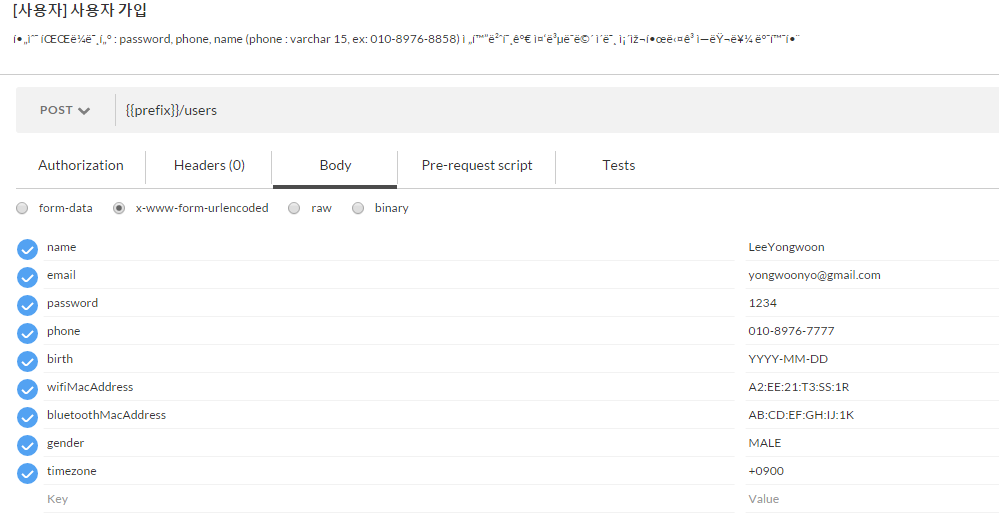 [사용자] 사용자 가입
í•„ìˆ˜ íŒŒë¼ë¯¸í„° : password, phone, name (phone : varchar 15, ex: 010-8976-8858) ì „í™”ë²ˆí˜¸ê°€ ì¤‘ë³µë˜ë©´ ì´ë¯¸ ì¡´ìž¬í•œë‹¤ê³ ì—ëŸ¬ë¥¼ ë°˜í™˜í•¨
POST {{prefix}}/users
Authorization Headers (0) Body Pre-request script Tests
form-data x-www-form-urlencoded raw binary
name LeeYongwoon
email yongwoonyo@gmail.com
password 1234
phone 010-8976-7777
birth YYYY-MM-DD
wifiMacAddress A2:EE:21:T3:SS:1R
bluetoothMacAddress AB:CD:EF:GH:IJ:1K
gender MALE
timezone +0900
Key Value